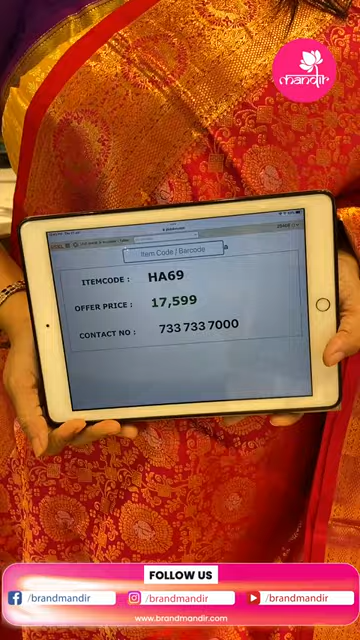 mandir
Item Code / Barcode
ITEMCODE : HA69
OFFER PRICE : 17,599
CONTACT NO : 733 733 7000
FOLLOW US
/brandmandir /brandmandir /brandmandir
www.brandmandir.com